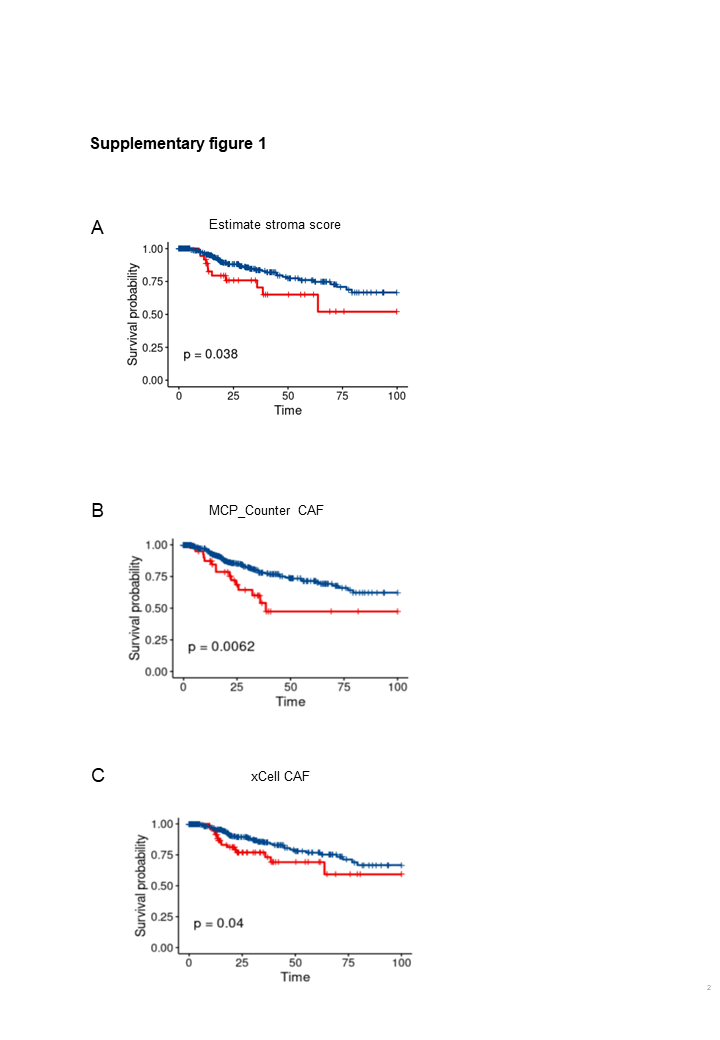 Supplementary figure 1
A
Estimate stroma score
Survival probability
1.00
0.75
0.50
0.25
0.00
p = 0.038
0 25 50 75 100
Time
B
MCP_Counter CAF
Survival probability
1.00
0.75
0.50
0.25
0.00
p = 0.0062
0 25 50 75 100
Time
C
xCell CAF
Survival probability
1.00
0.75
0.50
0.25
0.00
p = 0.04
0 25 50 75 100
Time
2